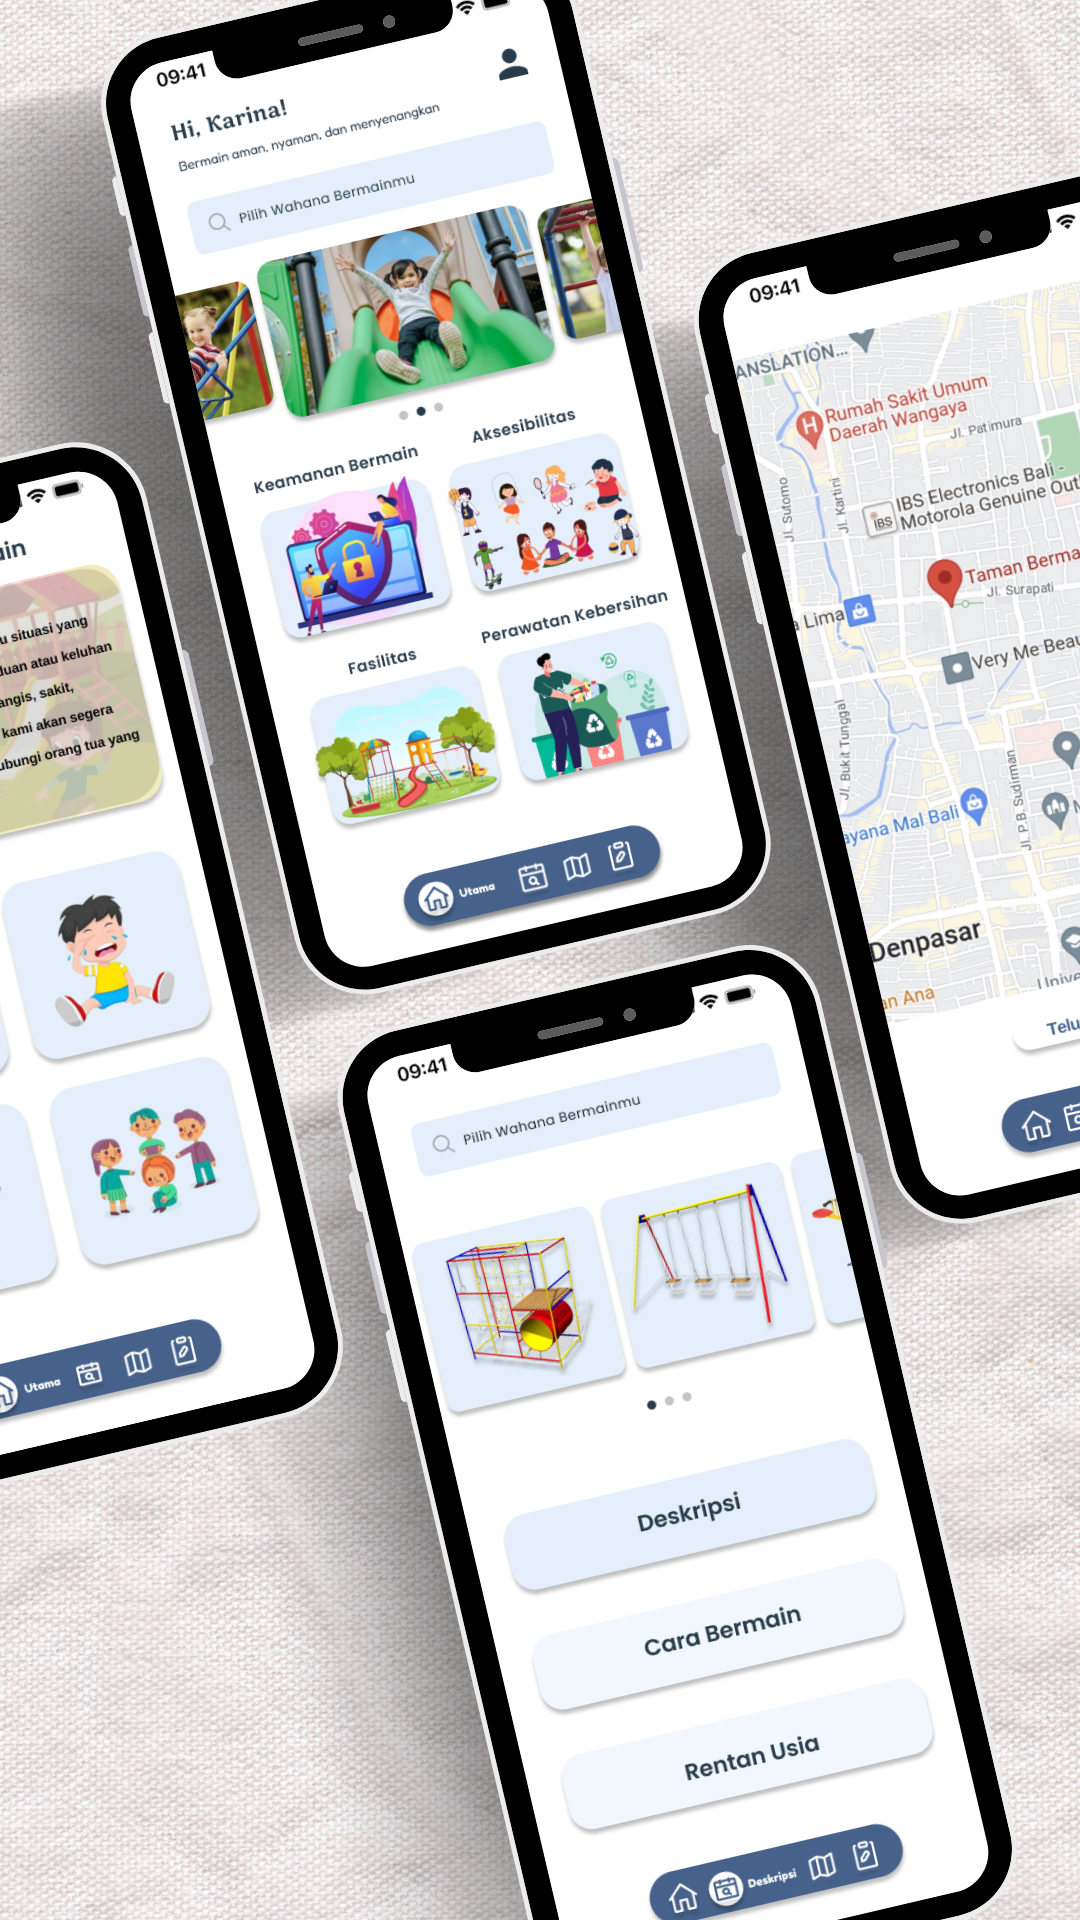 09:41
Hi, Karina!
Bermain aman, nyaman, dan menyenangkan
Pilih Wahana Bermainmu
Keamanan Bermain
Aksesibilitas
Fasilitas
Perawatan Kebersihan
Utama
09:41
ANSLATION...
Rumah Sakit Umum
Daerah Wangaya
Jl. Patimura
Jl. Sutomo
Jl. Kartini
IBS
IBS Electronics Bali -
Motorola Genuine Out
Taman Berma
Jl. Surapati
a Lima
Very Me Beau
Jl. Bukit Tunggal
Jl. P.B. Sudirman
ayana Mal Bali
Denpasar
an Ana
Unive
Telu
ain
u situasi yang
duan atau keluhan
angis, sakit,
kami akan segera
ubungi orang tua yang
Utama
09:41
Pilih Wahana Bermainmu
Deskripsi
Cara Bermain
Rentan Usia
Deskripsi